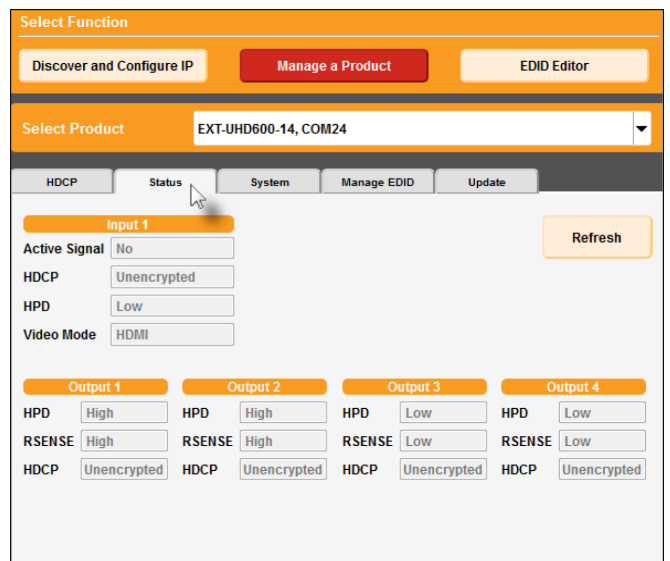 Select Function
Discover and Configure IP Manage a Product EDID Editor
Select Product EXT-UHD600-14, COM24
HDCP Status System Manage EDID Update
Input 1
Refresh
Active Signal No
HDCP Unencrypted
HPD Low
Video Mode HDMI
Output 1 Output 2 Output 3 Output 4
HPD High HPD High HPD Low HPD Low
RSENSE High RSENSE High RSENSE Low RSENSE Low
HDCP Unencrypted HDCP Unencrypted HDCP Unencrypted HDCP Unencrypted